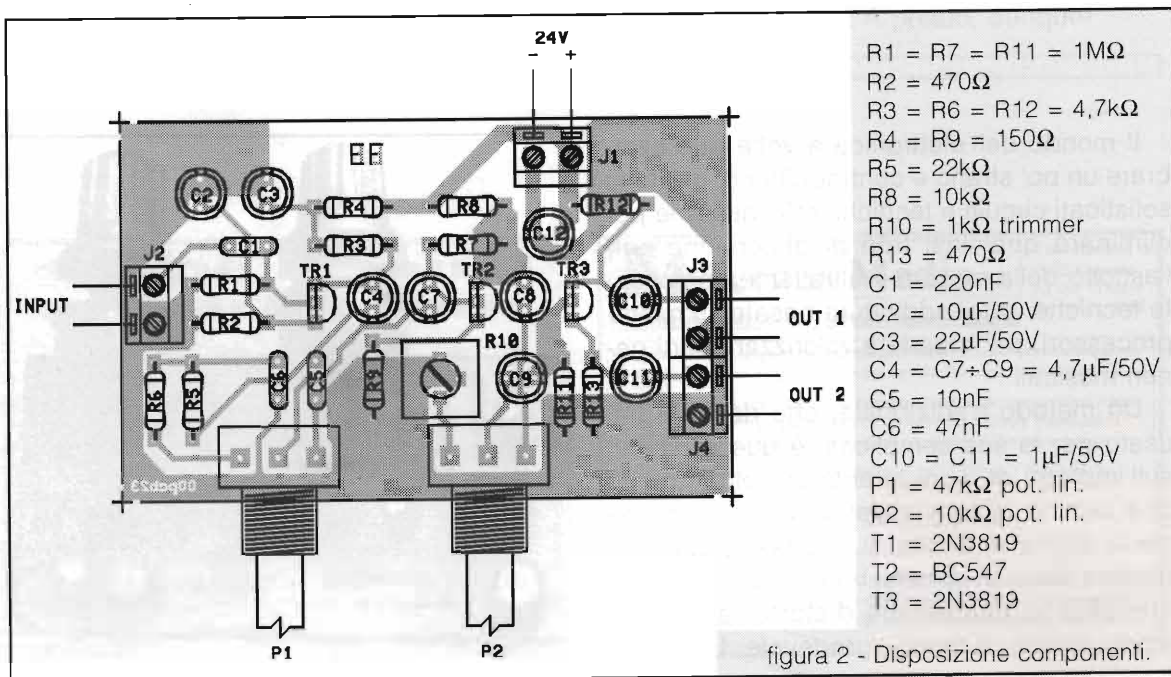 24V
- +
J1
C2
C3
R4
R8
R12
C12
C1
R3
R7
J2
TR1
TR2
TR3
J3
R1
C4
C7
C8
C10
INPUT
OUT 1
R2
R10
R6
R5
C6
C5
R9
C9
R11
R13
C11
OUT 2
J4
00pcb23
P1
P2
R1 = R7 = R11 = 1MΩ
R2 = 470Ω
R3 = R6 = R12 = 4,7kΩ
R4 = R9 = 150Ω
R5 = 22kΩ
R8 = 10kΩ
R10 = 1kΩ trimmer
R13 = 470Ω
C1 = 220nF
C2 = 10µF/50V
C3 = 22µF/50V
C4 = C7÷C9 = 4,7µF/50V
C5 = 10nF
C6 = 47nF
C10 = C11 = 1µF/50V
P1 = 47kΩ pot. lin.
P2 = 10kΩ pot. lin.
T1 = 2N3819
T2 = BC547
T3 = 2N3819
figura 2 - Disposizione componenti.